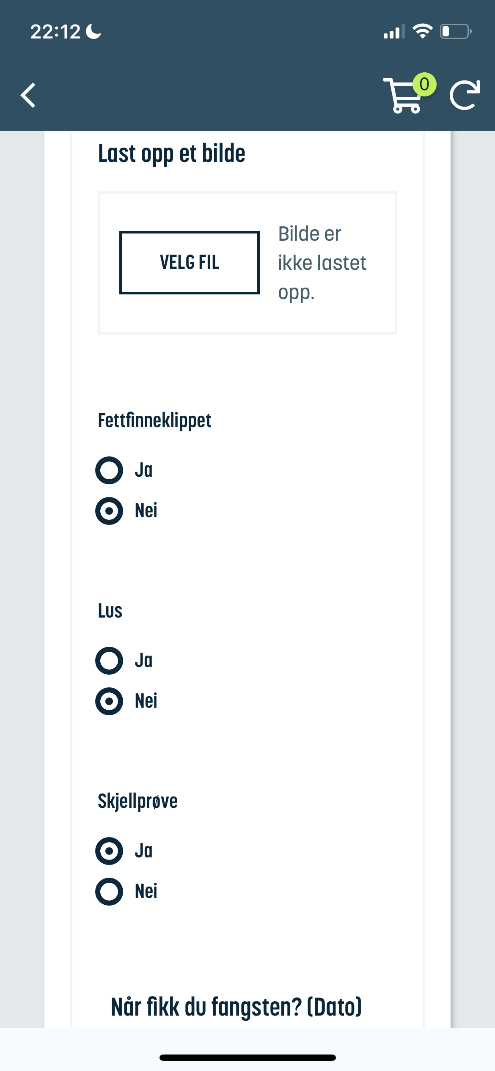 22:12
0
Last opp et bilde
VELG FIL
Bilde er
ikke lastet
opp.
Fettfinneklippet
Ja
Nei
Lus
Ja
Nei
Skjellprøve
Ja
Nei
Når fikk du fangsten? (Dato)